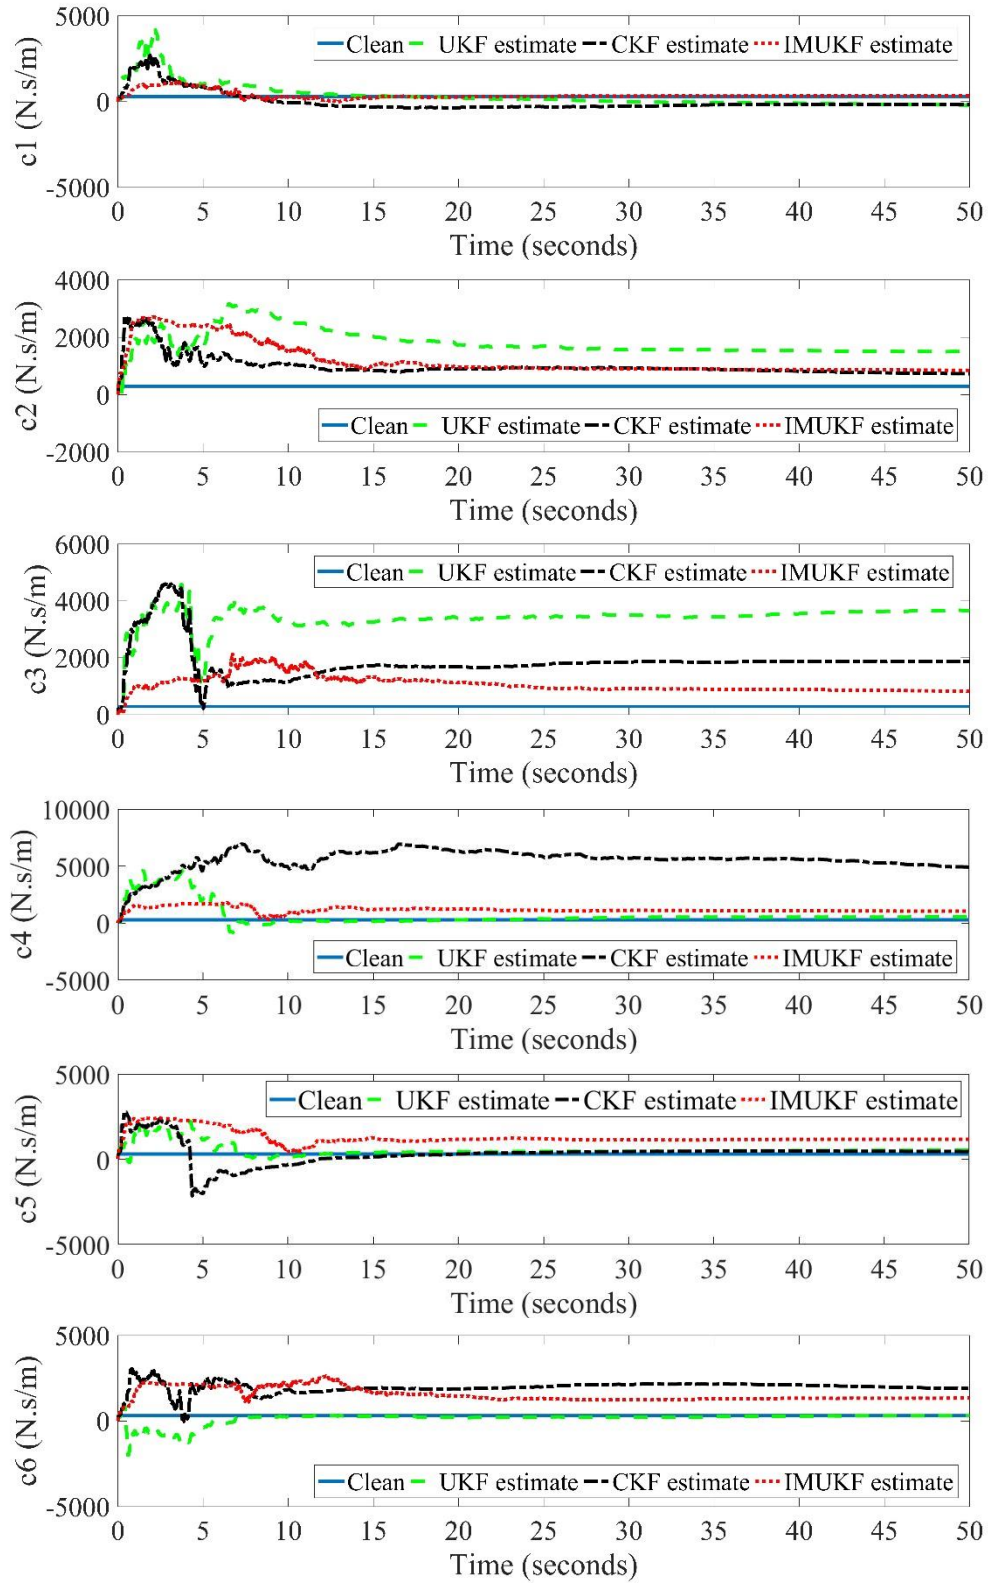 5000
Clean UKF estimate CKF estimate IMUKF estimate
0
-5000
c1 (N.s/m)
0 5 10 15 20 25 30 35 40 45 50
Time (seconds)
4000
2000
0
Clean UKF estimate CKF estimate IMUKF estimate
-2000
c2 (N.s/m)
0 5 10 15 20 25 30 35 40 45 50
Time (seconds)
6000
Clean UKF estimate CKF estimate IMUKF estimate
4000
2000
0
c3 (N.s/m)
0 5 10 15 20 25 30 35 40 45 50
Time (seconds)
10000
5000
0
Clean UKF estimate CKF estimate IMUKF estimate
-5000
c4 (N.s/m)
0 5 10 15 20 25 30 35 40 45 50
Time (seconds)
5000
Clean UKF estimate CKF estimate IMUKF estimate
0
-5000
c5 (N.s/m)
0 5 10 15 20 25 30 35 40 45 50
Time (seconds)
5000
0
Clean UKF estimate CKF estimate IMUKF estimate
-5000
c6 (N.s/m)
0 5 10 15 20 25 30 35 40 45 50
Time (seconds)